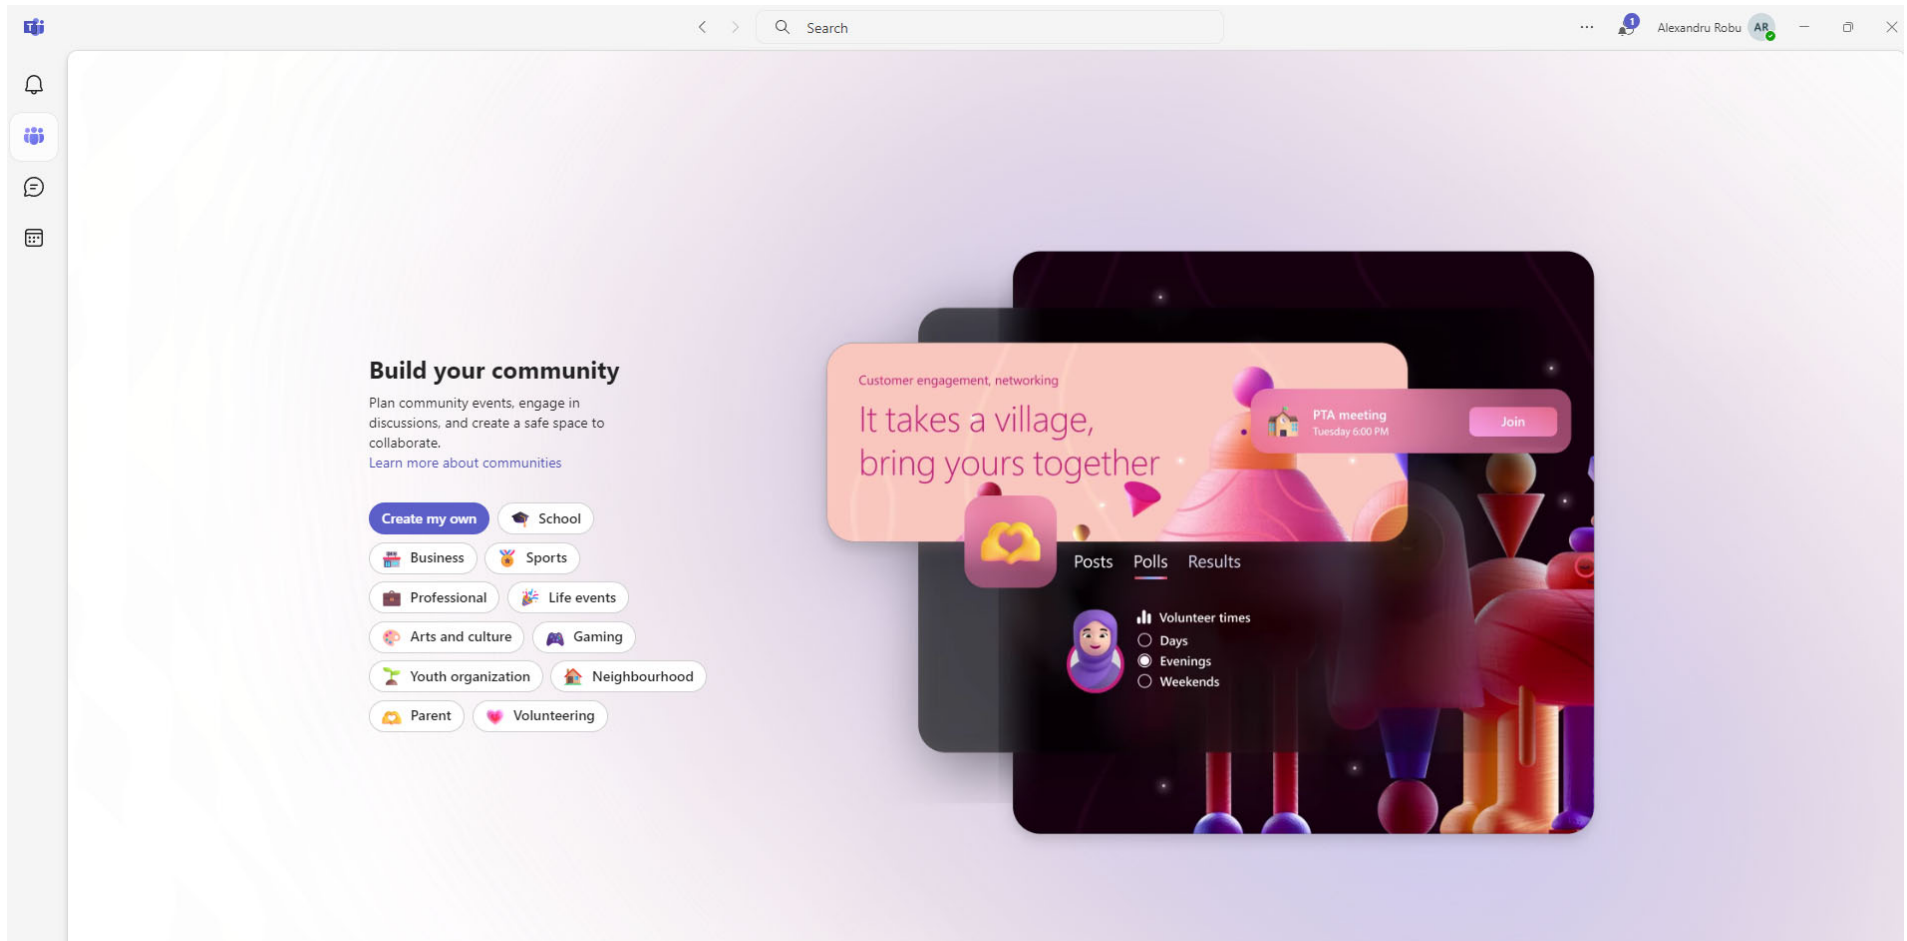 Search
1
Alexandru Robu
AR
Build your community
Plan community events, engage in
discussions, and create a safe space to
collaborate.
Learn more about communities
Create my own
School
Business
Sports
Professional
Life events
Arts and culture
Gaming
Youth organization
Neighbourhood
Parent
Volunteering
Customer engagement, networking
It takes a village,
bring yours together
PTA meeting
Tuesday 6:00 PM
Join
Posts
Polls
Results
Volunteer times
Days
Evenings
Weekends